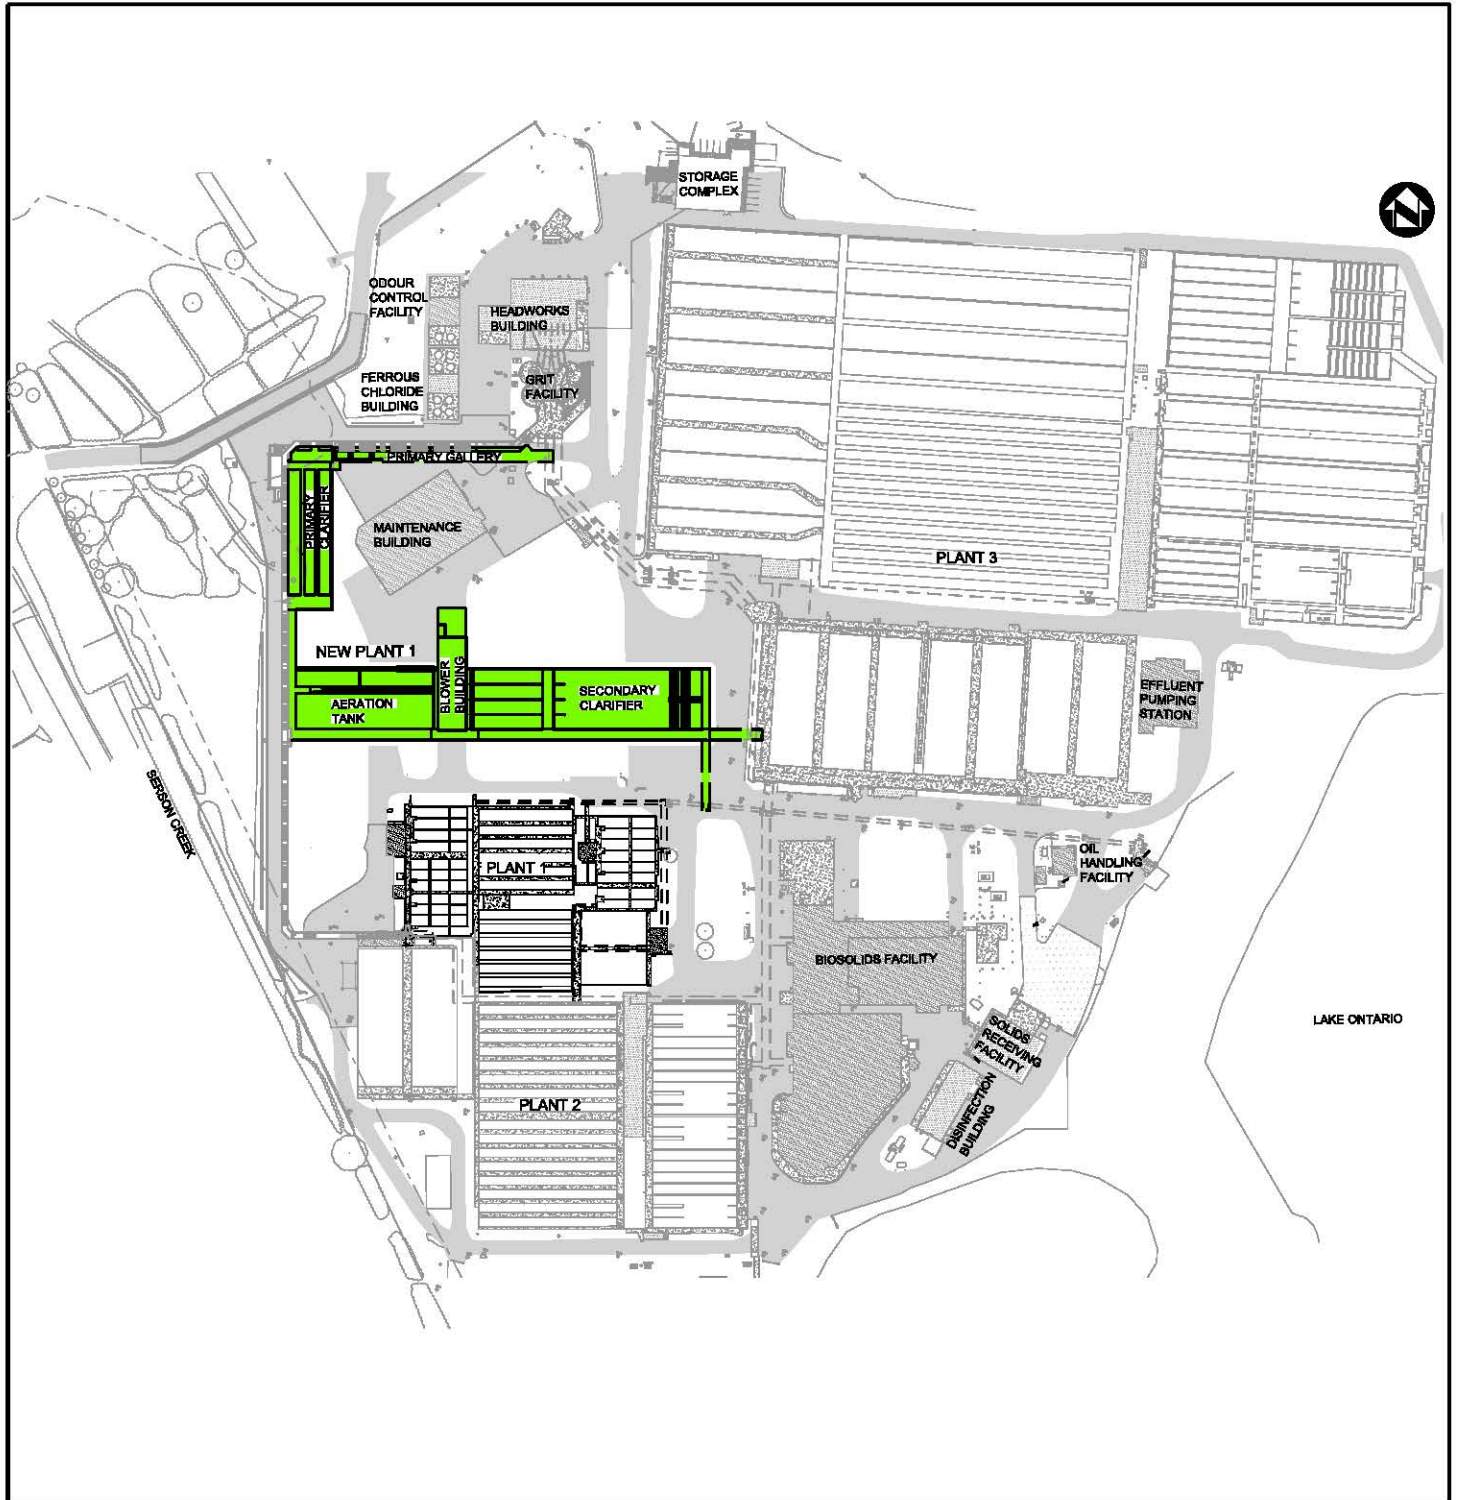 STORAGE
COMPLEX
N
ODOUR
CONTROL
FACILITY
HEADWORKS
BUILDING
FERROUS
CHLORIDE
BUILDING
GRIT
FACILITY
PRIMARY GALLERY
PRIMARY
CLARIFIER
MAINTENANCE
BUILDING
PLANT 3
NEW PLANT 1
BLOWER
BUILDING
AERATION
TANK
SECONDARY
CLARIFIER
EFFLUENT
PUMPING
STATION
SERSON CREEK
PLANT 1
OIL
HANDLING
FACILITY
BIOSOLIDS FACILITY
SOLIDS
RECEIVING
FACILITY
LAKE ONTARIO
PLANT 2
DISINFECTION
BUILDING